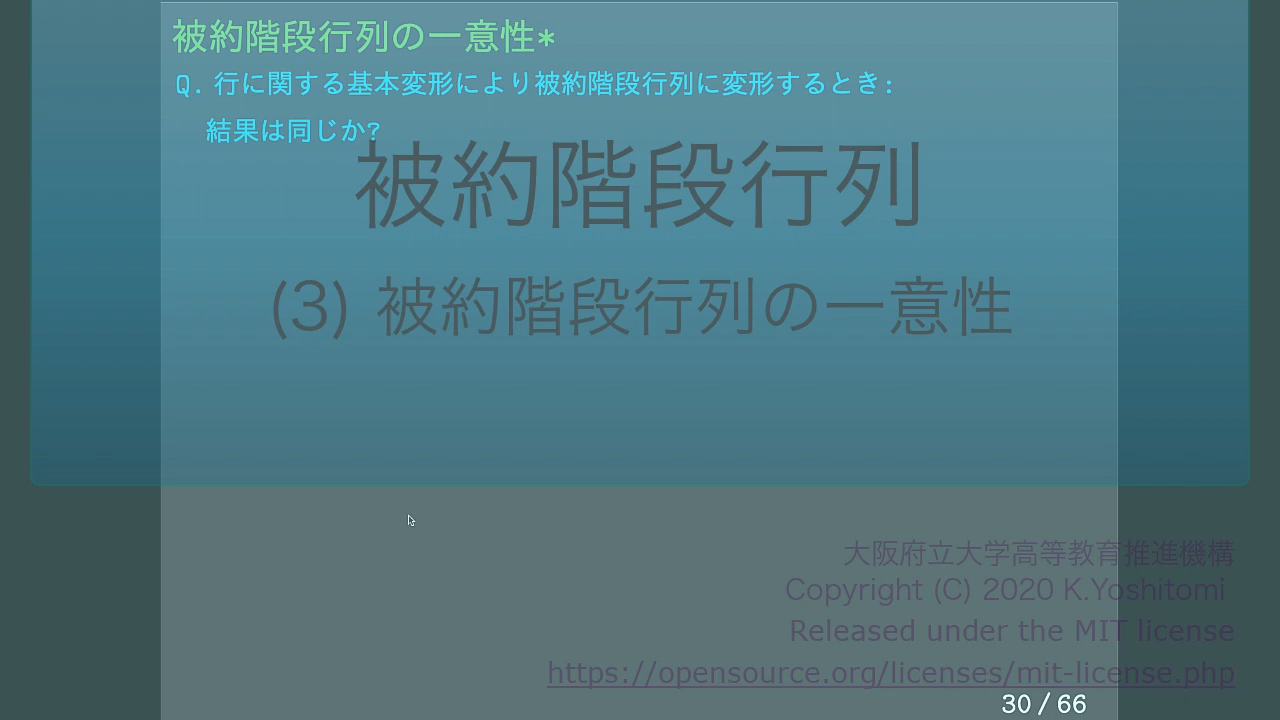 被約階段行列の一意性*
Q. 行に関する基本変形により被約階段行列に変形するとき:
結果は同じか?
被約階段行列
(3) 被約階段行列の一意性
大阪府立大学高等教育推進機構
Copyright (C) 2020 K.Yoshitomi
Released under the MIT license
https://opensource.org/licenses/mit-license.php
30 / 66